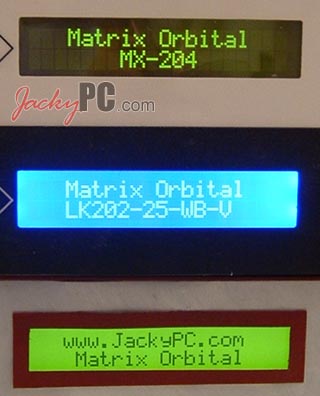 Matrix Orbital
MX-204
JackyPC.com
Matrix Orbital
LK202-25-WB-V
www.JackyPC.com
Matrix Orbital